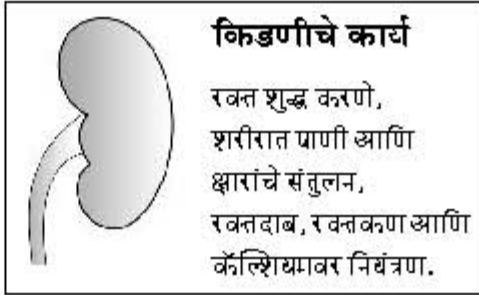 किडणीचे कार्य
रक्त शुद्ध करणे,
शरीरात पाणी आणि
क्षारांचे संतुलन,
रक्तदाब, रक्तकण आणि
कॅल्शियमवर नियंत्रण.